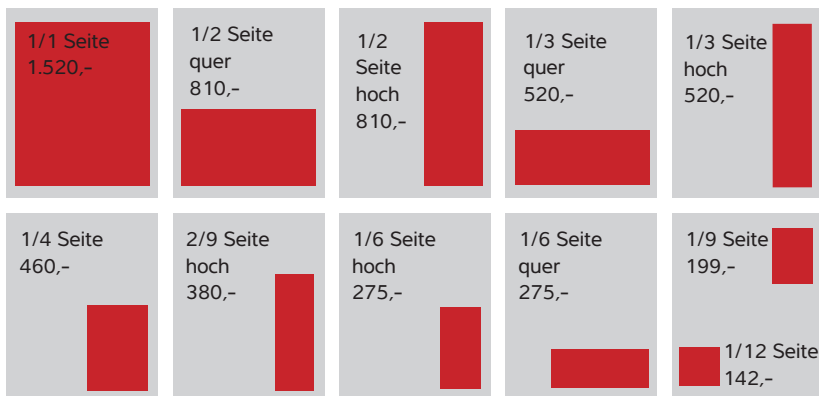 1/1 Seite
1.520,–
1/2 Seite
quer
810,–
1/2
Seite
hoch
810,–
1/3 Seite
quer
520,–
1/3 Seite
hoch
520,–
1/4 Seite
460,–
2/9 Seite
hoch
380,–
1/6 Seite
hoch
275,–
1/6 Seite
quer
275,–
1/9 Seite
199,–
1/12 Seite
142,–